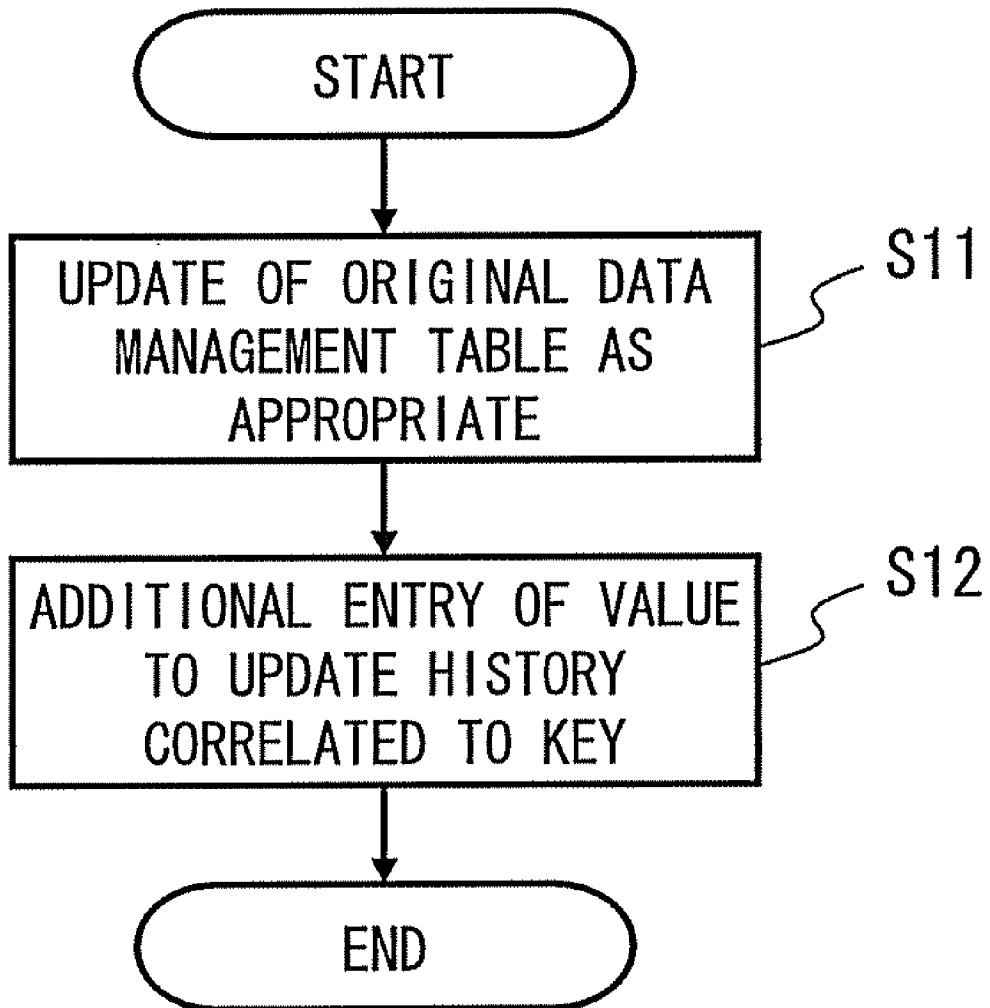 START
UPDATE OF ORIGINAL DATA
MANAGEMENT TABLE AS
APPROPRIATE
S11
ADDITIONAL ENTRY OF VALUE
TO UPDATE HISTORY
CORRELATED TO KEY
S12
END